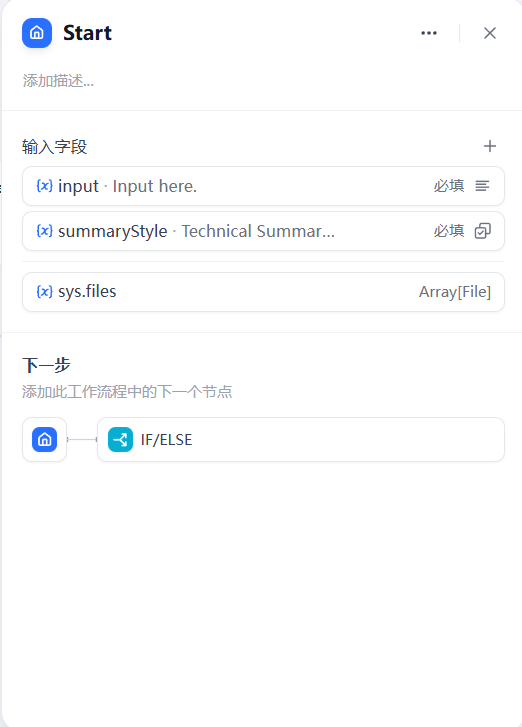 Start
添加描述...
输入字段
{x} input · Input here. 必填
{x} summaryStyle · Technical Summar... 必填
{x} sys.files Array[File]
下一步
添加此工作流程中的下一个节点
IF/ELSE